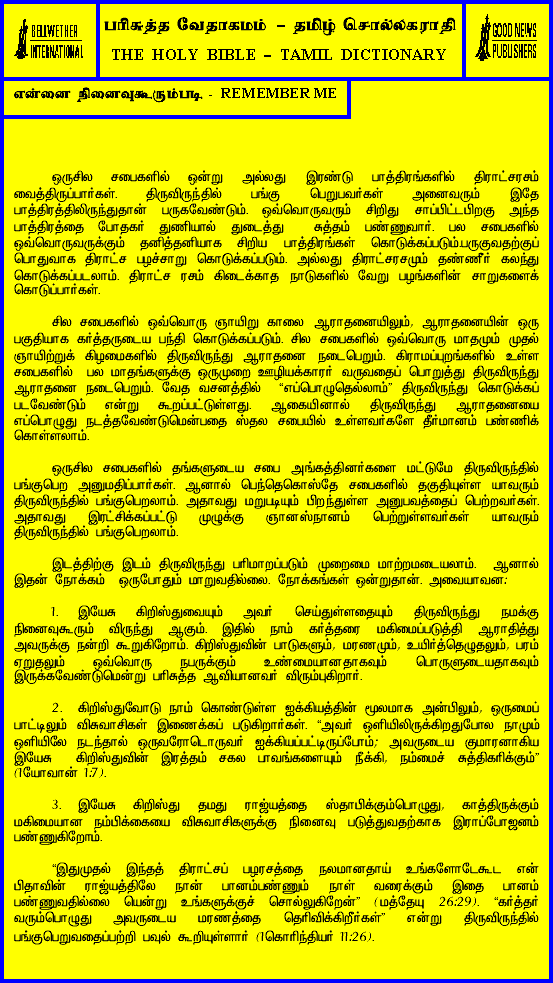 BELLWETHER
INTERNATIONAL
பரிசுத்த வேதாகமம் – தமிழ் சொல்லகராதி
THE HOLY BIBLE – TAMIL DICTIONARY
GOOD NEWS
PUBLISHERS
என்னை நினைவுகூரும்படி - REMEMBER ME
ஒருசில சபைகளில் ஒன்று அல்லது இரண்டு பாத்திரங்களில் திராட்சரசம்
வைத்திருப்பார்கள். திருவிருந்தில் பங்கு பெறுபவர்கள் அனைவரும் இதே
பாத்திரத்திலிருந்துதான் பருகவேண்டும். ஒவ்வொருவரும் சிறிது சாப்பிட்டபிறகு அந்த
பாத்திரத்தை போதகர் துணியால் துடைத்து சுத்தம் பண்ணுவார். பல சபைகளில்
ஒவ்வொருவருக்கும் தனித்தனியாக சிறிய பாத்திரங்கள் கொடுக்கப்படும்.பருகுவதற்குப்
பொதுவாக திராட்ச பழச்சாறு கொடுக்கப்படும். அல்லது திராட்சரசமும் தண்ணீர் கலந்து
கொடுக்கப்படலாம். திராட்ச ரசம் கிடைக்காத நாடுகளில் வேறு பழங்களின் சாறுகளைக்
கொடுப்பார்கள்.
சில சபைகளில் ஒவ்வொரு ஞாயிறு காலை ஆராதனையிலும், ஆராதனையின் ஒரு
பகுதியாக கர்த்தருடைய பந்தி கொடுக்கப்படும். சில சபைகளில் ஒவ்வொரு மாதமும் முதல்
ஞாயிற்றுக் கிழமைகளில் திருவிருந்து ஆராதனை நடைபெறும். கிராமப்புறங்களில் உள்ள
சபைகளில் பல மாதங்களுக்கு ஒருமுறை ஊழியக்காரர் வருவதைப் பொறுத்து திருவிருந்து
ஆராதனை நடைபெறும். வேத வசனத்தில் “எப்பொழுதெல்லாம்” திருவிருந்து கொடுக்கப்
படவேண்டும் என்று கூறப்பட்டுள்ளது. ஆகையினால் திருவிருந்து ஆராதனையை
எப்பொழுது நடத்தவேண்டுமென்பதை ஸ்தல சபையில் உள்ளவர்களே தீர்மானம் பண்ணிக்
கொள்ளலாம்.
ஒருசில சபைகளில் தங்களுடைய சபை அங்கத்தினர்களை மட்டுமே திருவிருந்தில்
பங்குபெற அனுமதிப்பார்கள். ஆனால் பெந்தெகொஸ்தே சபைகளில் தகுதியுள்ள யாவரும்
திருவிருந்தில் பங்குபெறலாம். அதாவது மறுபடியும் பிறந்துள்ள அனுபவத்தைப் பெற்றவர்கள்.
அதாவது இரட்சிக்கப்பட்டு முழுக்கு ஞானஸ்நானம் பெற்றுள்ளவர்கள் யாவரும்
திருவிருந்தில் பங்குபெறலாம்.
இடத்திற்கு இடம் திருவிருந்து பரிமாறப்படும் முறைமை மாற்றமடையலாம். ஆனால்
இதன் நோக்கம் ஒருபோதும் மாறுவதில்லை. நோக்கங்கள் ஒன்றுதான். அவையாவன:
1. இயேசு கிறிஸ்துவையும் அவர் செய்துள்ளதையும் திருவிருந்து நமக்கு
நினைவுகூரும் விருந்து ஆகும். இதில் நாம் கர்த்தரை மகிமைப்படுத்தி ஆராதித்து
அவருக்கு நன்றி கூறுகிறோம். கிறிஸ்துவின் பாடுகளும், மரணமும், உயிர்த்தெழுதலும், பரம்
ஏறுதலும் ஒவ்வொரு நபருக்கும் உண்மையானதாகவும் பொருளுடையதாகவும்
இருக்கவேண்டுமென்று பரிசுத்த ஆவியானவர் விரும்புகிறார்.
2. கிறிஸ்துவோடு நாம் கொண்டுள்ள ஐக்கியத்தின் மூலமாக அன்பிலும், ஒருமைப்
பாட்டிலும் விசுவாசிகள் இணைக்கப் படுகிறார்கள். “அவர் ஒளியிலிருக்கிறதுபோல நாமும்
ஒளியிலே நடந்தால் ஒருவரோடொருவர் ஐக்கியப்பட்டிருப்போம்; அவருடைய குமாரனாகிய
இயேசு கிறிஸ்துவின் இரத்தம் சகல பாவங்களையும் நீக்கி, நம்மைச் சுத்திகரிக்கும்”
(1யோவான் 1:7).
3. இயேசு கிறிஸ்து தமது ராஜ்யத்தை ஸ்தாபிக்கும்பொழுது, காத்திருக்கும்
மகிமையான நம்பிக்கையை விசுவாசிகளுக்கு நினைவு படுத்துவதற்காக இராப்போஜனம்
பண்ணுகிறோம்.
“இதுமுதல் இந்தத் திராட்சப் பழரசத்தை நலமானதாய் உங்களோடேகூட என்
பிதாவின் ராஜ்யத்திலே நான் பானம்பண்ணும் நாள் வரைக்கும் இதை பானம்
பண்ணுவதில்லை யென்று உங்களுக்குச் சொல்லுகிறேன்” (மத்தேயு 26:29). “கர்த்தர்
வரும்பொழுது அவருடைய மரணத்தை தெரிவிக்கிறீர்கள்” என்று திருவிருந்தில்
பங்குபெறுவதைப்பற்றி பவுல் கூறியுள்ளார் (1கொரிந்தியர் 11:26).